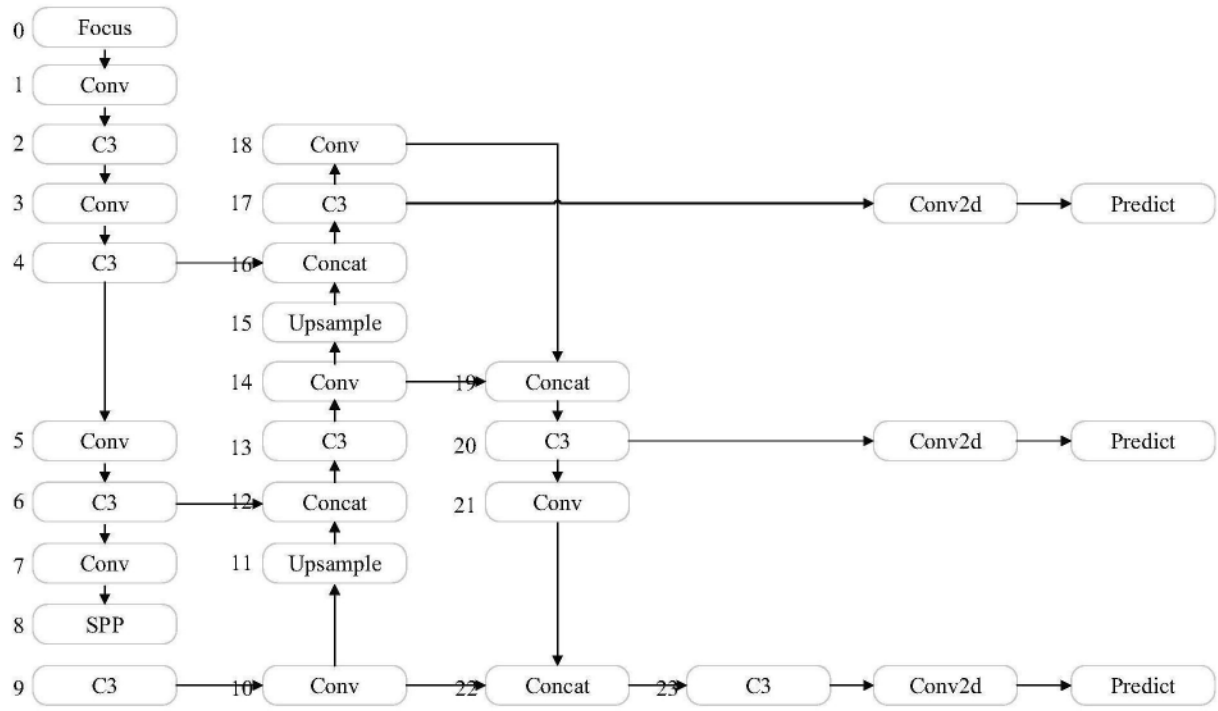 0 Focus
1 Conv
2 C3 18 Conv
3 Conv 17 C3 Conv2d Predict
4 C3 16 Concat
15 Upsample
14 Conv 19 Concat
5 Conv 13 C3 20 C3 Conv2d Predict
6 C3 12 Concat 21 Conv
7 Conv 11 Upsample
8 SPP
9 C3 10 Conv 22 Concat 23 C3 Conv2d Predict